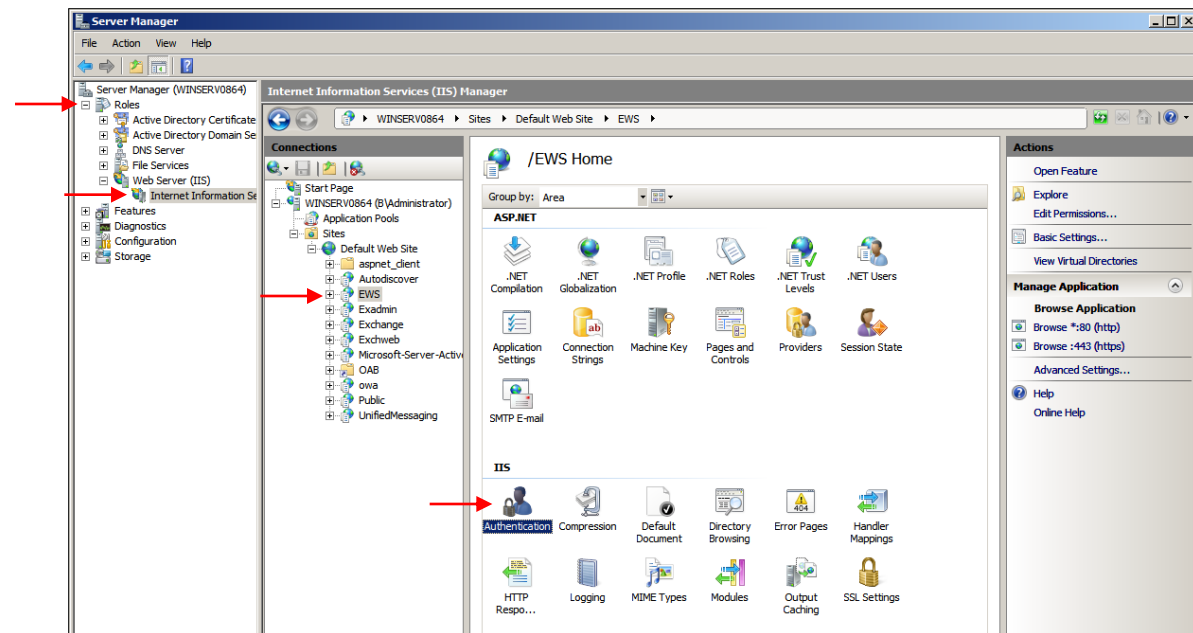 Server Manager
File Action View Help
Server Manager (WINSERV0864)
Roles
Active Directory Certificate
Active Directory Domain Se
DNS Server
File Services
Web Server (IIS)
Internet Information Se
Features
Diagnostics
Configuration
Storage
Internet Information Services (IIS) Manager
WINSERV0864 Sites Default Web Site EWS
Connections
Start Page
WINSERV0864 (B\Administrator)
Application Pools
Sites
Default Web Site
aspnet_client
Autodiscover
EWS
Exadmin
Exchange
Exchweb
Microsoft-Server-Active
OAB
owa
Public
UnifiedMessaging
/EWS Home
Group by: Area
ASP.NET
.NET Compilation
.NET Globalization
.NET Profile
.NET Roles
.NET Trust Levels
.NET Users
Application Settings
Connection Strings
ab
Machine Key
Pages and Controls
Providers
Session State
SMTP E-mail
IIS
Authentication
Compression
Default Document
Directory Browsing
404
Error Pages
Handler Mappings
HTTP Respo...
Logging
MIME Types
Modules
Output Caching
SSL Settings
Actions
Open Feature
Explore
Edit Permissions...
Basic Settings...
View Virtual Directories
Manage Application
Browse Application
Browse *:80 (http)
Browse :443 (https)
Advanced Settings...
Help
Online Help